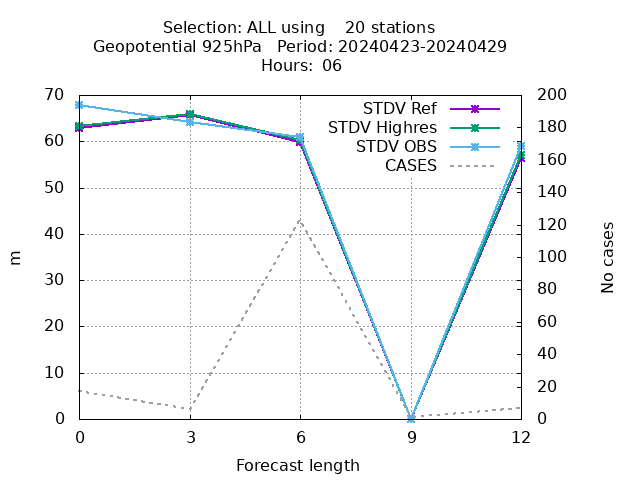 Selection: ALL using    20 stations
Geopotential 925hPa   Period: 20240423-20240429
Hours: 06
70 200
STDV Ref
60 180
STDV Highres
STDV OBS
160
CASES
50 140
120
40 100
30 80
20 60
40
10 20
0 0
m
No cases
0 3 6 9 12
Forecast length